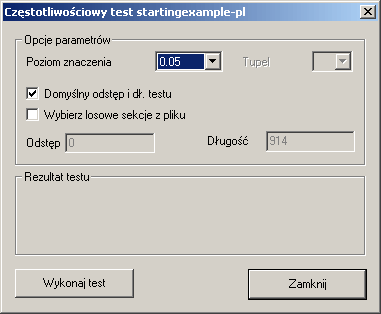 Częstotliwościowy test startingexample-pl
Opcje parametrów
Poziom znaczenia 0.05 Tupel
Domyślny odstęp i dł. testu
Wybierz losowe sekcje z pliku
Odstęp 0 Długość 914
Rezultat testu
Wykonaj test Zamknij